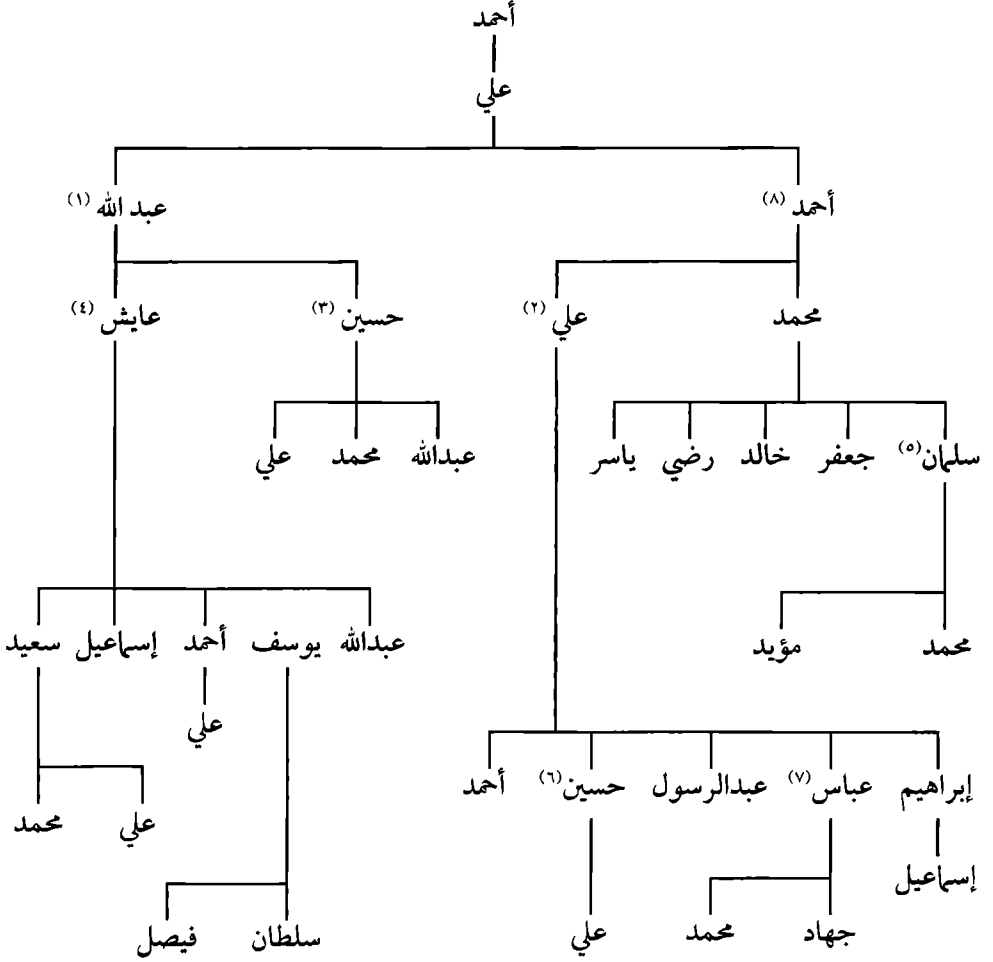 أحمد
علي
أحمد (٨) عبد الله (١)
محمد علي (٢) حسين (٣) عايش (٤)
سلمان (٥) جعفر خالد رضي ياسر عبدالله محمد علي
محمد مؤيد عبدالله يوسف أحمد إسماعيل سعيد
علي
إبراهيم عباس (٧) عبدالرسول حسين (٦) أحمد
علي محمد
إسماعيل
جهاد محمد علي سلطان فيصل